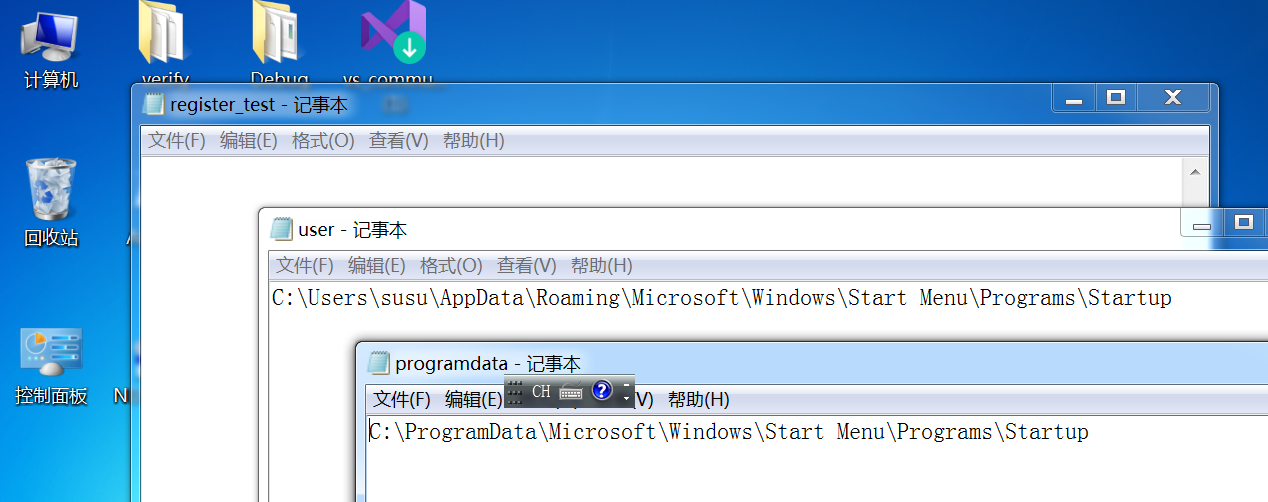 计算机
verify
Debug
vs_commu...
register_test - 记事本
文件(F) 编辑(E) 格式(O) 查看(V) 帮助(H)
回收站
user - 记事本
文件(F) 编辑(E) 格式(O) 查看(V) 帮助(H)
C:\Users\susu\AppData\Roaming\Microsoft\Windows\Start Menu\Programs\Startup
控制面板
N
programdata - 记事本
CH
文件(F) 编辑(E) (V) 帮助(H)
C:\ProgramData\Microsoft\Windows\Start Menu\Programs\Startup